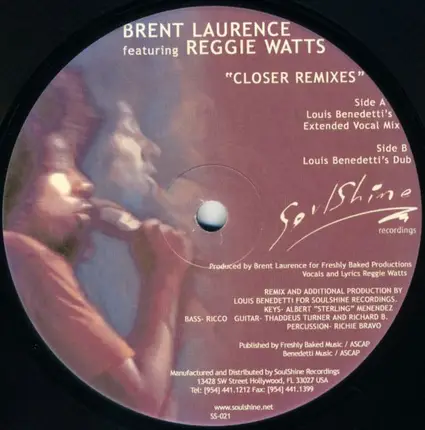 BRENT LAURENCE
featuring REGGIE WATTS
"CLOSER REMIXES"
Side A
Louis Benedetti's
Extended Vocal Mix
Side B
Louis Benedetti's Dub
SoulShine
recordings
Produced by Brent Laurence for Freshly Baked Productions
Vocals and Lyrics Reggie Watts
REMIX AND ADDITIONAL PRODUCTION BY
LOUIS BENEDETTI FOR SOULSHINE RECORDINGS.
KEYS- ALBERT "STERLING" MENENDEZ
BASS- RICCO GUITAR- THADDEUS TURNER AND RICHARD B.
PERCUSSION- RICHIE BRAVO
Published by Freshly Baked Music / ASCAP
Benedetti Music / ASCAP
Manufactured and Distributed by SoulShine Recordings
13428 SW Street Hollywood, FL 33027 USA
Tel: (954) 441.1212 Fax: (954) 441.1399
www.soulshine.net
SS-021